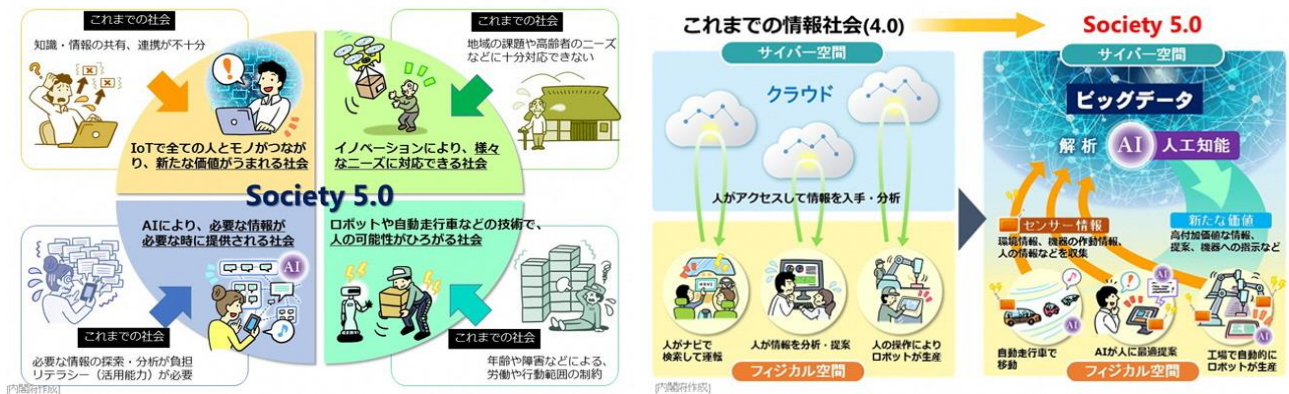 これまでの社会
知識・情報の共有、連携が不十分
IoTで全ての人とモノがつなが
り、新たな価値がうまれる社会
これまでの社会
地域の課題や高齢者のニーズ
などに十分対応できない
イノベーションにより、様々
なニーズに対応できる社会
Society 5.0
AIにより、必要な情報が
必要な時に提供される社会
AI
これまでの社会
必要な情報の探索・分析が負担
リテラシー（活用能力）が必要
ロボットや自動走行車などの技術で、
人の可能性がひろがる社会
これまでの社会
年齢や障害などによる、
労働や行動範囲の制約
[内閣府作成]
これまでの情報社会(4.0)
サイバー空間
クラウド
人がアクセスして情報を入手・分析
人がナビで
検索して運転
人が情報を分析・提案
人の操作により
ロボットが生産
フィジカル空間
Society 5.0
サイバー空間
ビッグデータ
解析 AI 人工知能
センサー情報
環境情報、機器の作動情報、
人の情報などを収集
新たな価値
高付加価値な情報、
提案、機器への指示など
AI
AI
AI
自動走行車で
移動
AIが人に最適提案
工場で自動的に
ロボットが生産
フィジカル空間
[内閣府作成]